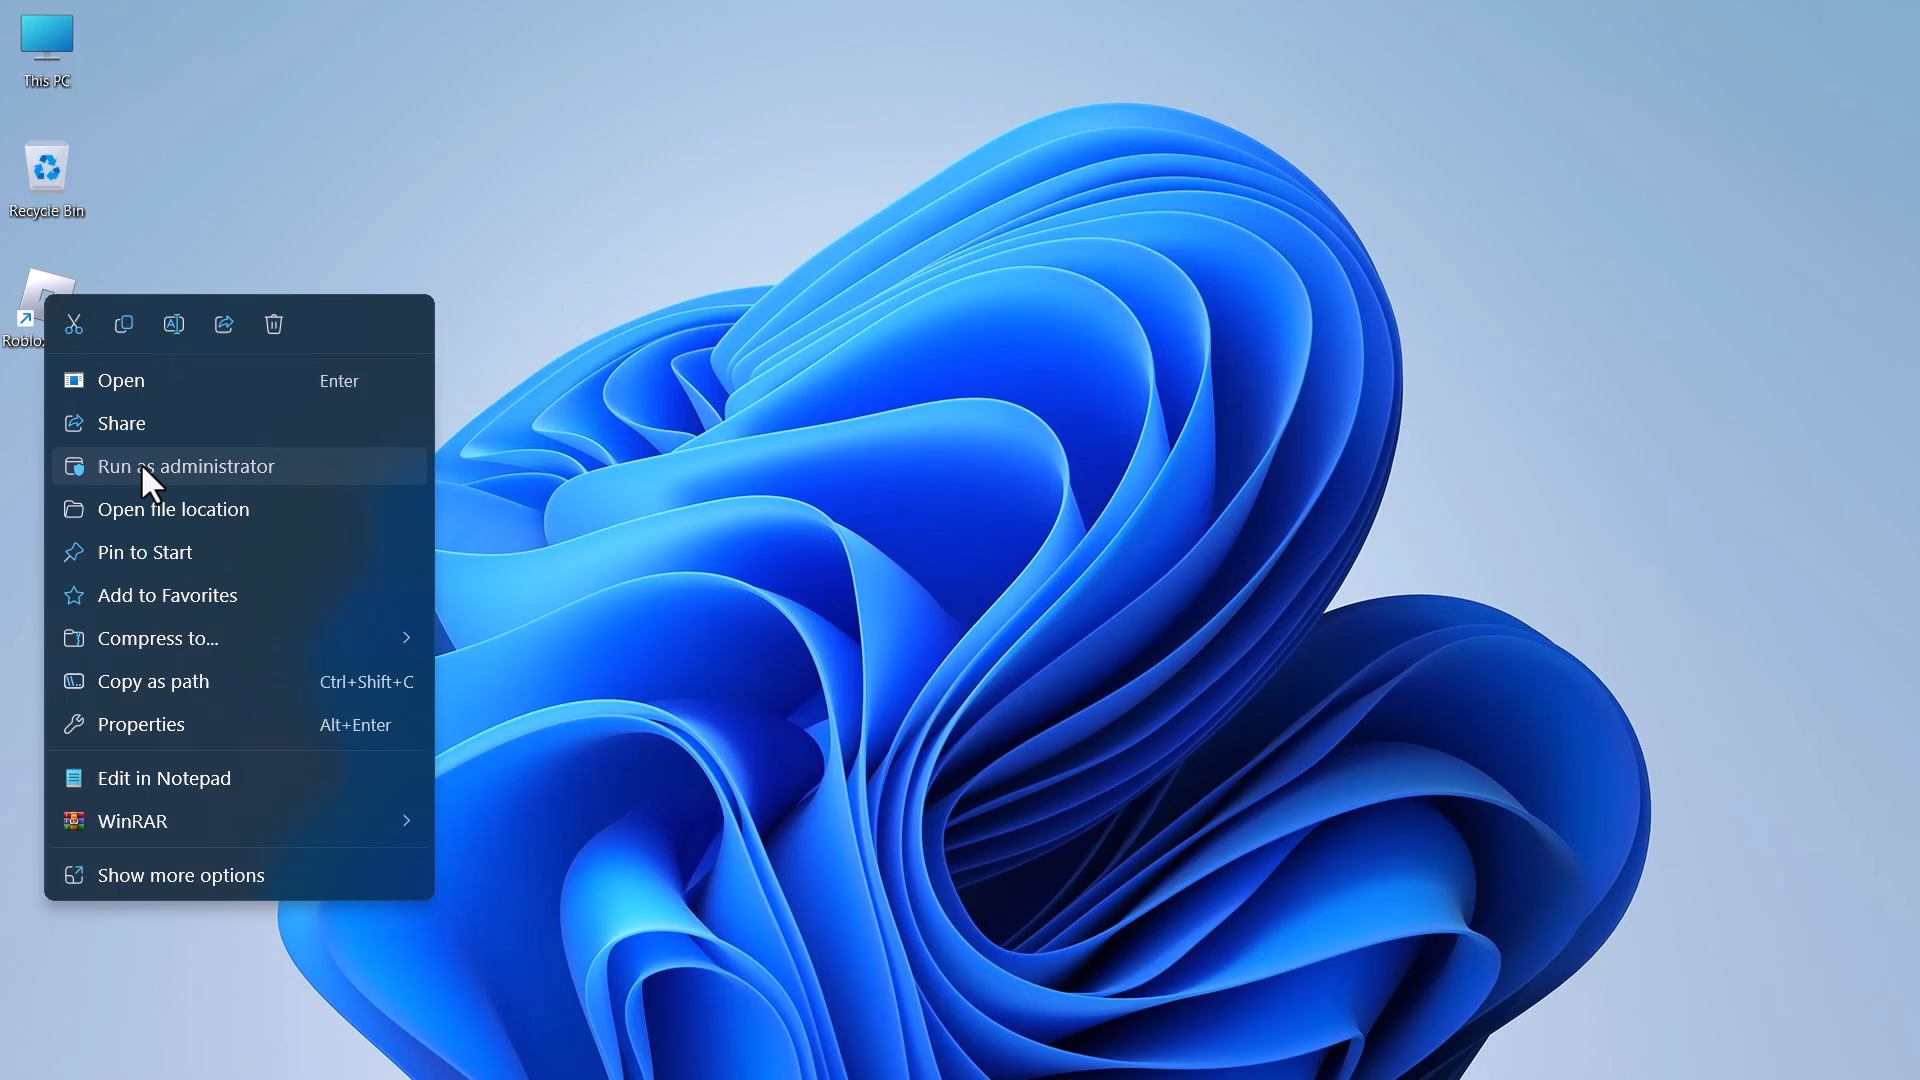 This PC
Recycle Bin
Open Enter
Share
Run as administrator
Open file location
Pin to Start
Add to Favorites
Compress to...
Copy as path Ctrl+Shift+C
Properties Alt+Enter
Edit in Notepad
WinRAR
Show more options